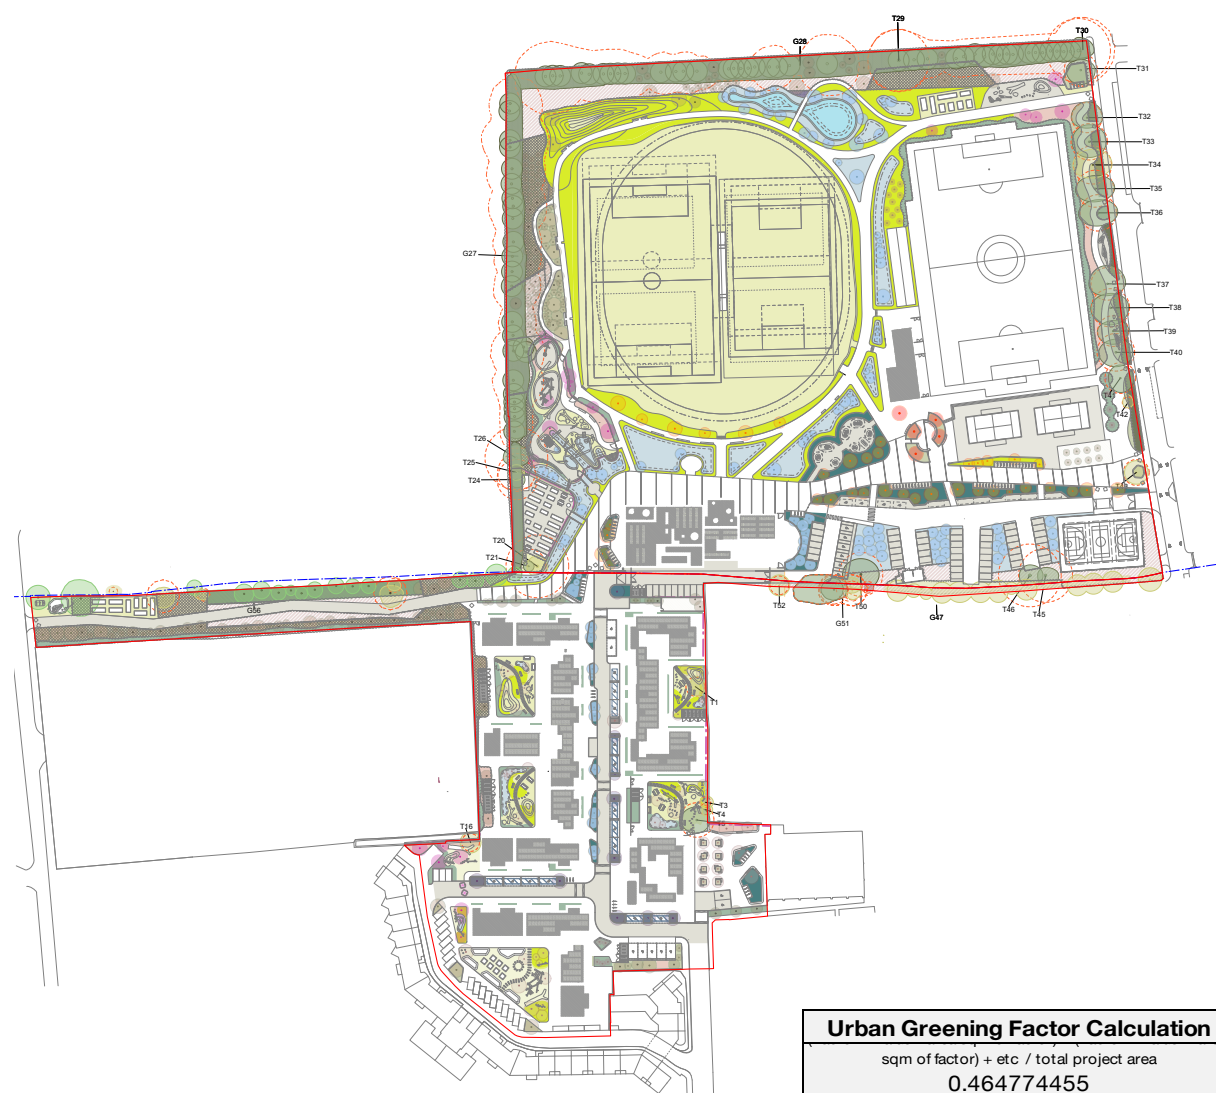 T29
G28
T30
T31
T32
T33
T34
T35
T36
G27
T37
T38
T39
T40
T41
T42
T26
T25
T24
T20
T21
G56
T52
T50
G51
G47
T46
T45
T1
T3
T4
T16
Urban Greening Factor Calculation
sqm of factor) + etc / total project area
0.464774455